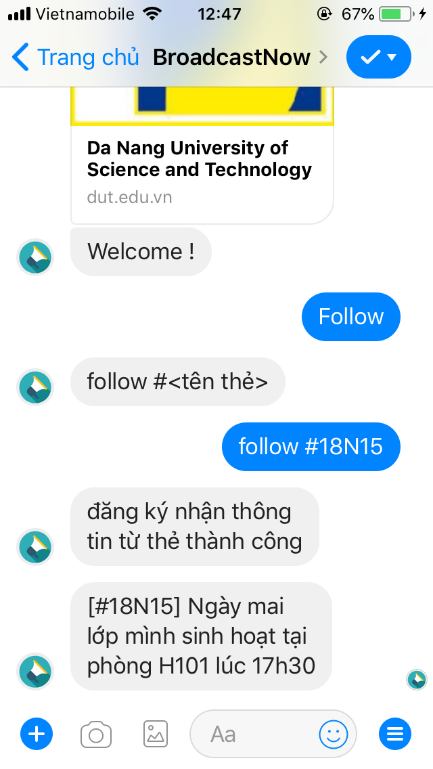 Vietnamobile 12:47 67%
Trang chủ BroadcastNow
Da Nang University of
Science and Technology
dut.edu.vn
Welcome !
Follow
follow #<tên thẻ>
follow #18N15
đăng ký nhận thông
tin từ thẻ thành công
[#18N15] Ngày mai
lớp mình sinh hoạt tại
phòng H101 lúc 17h30
Aa